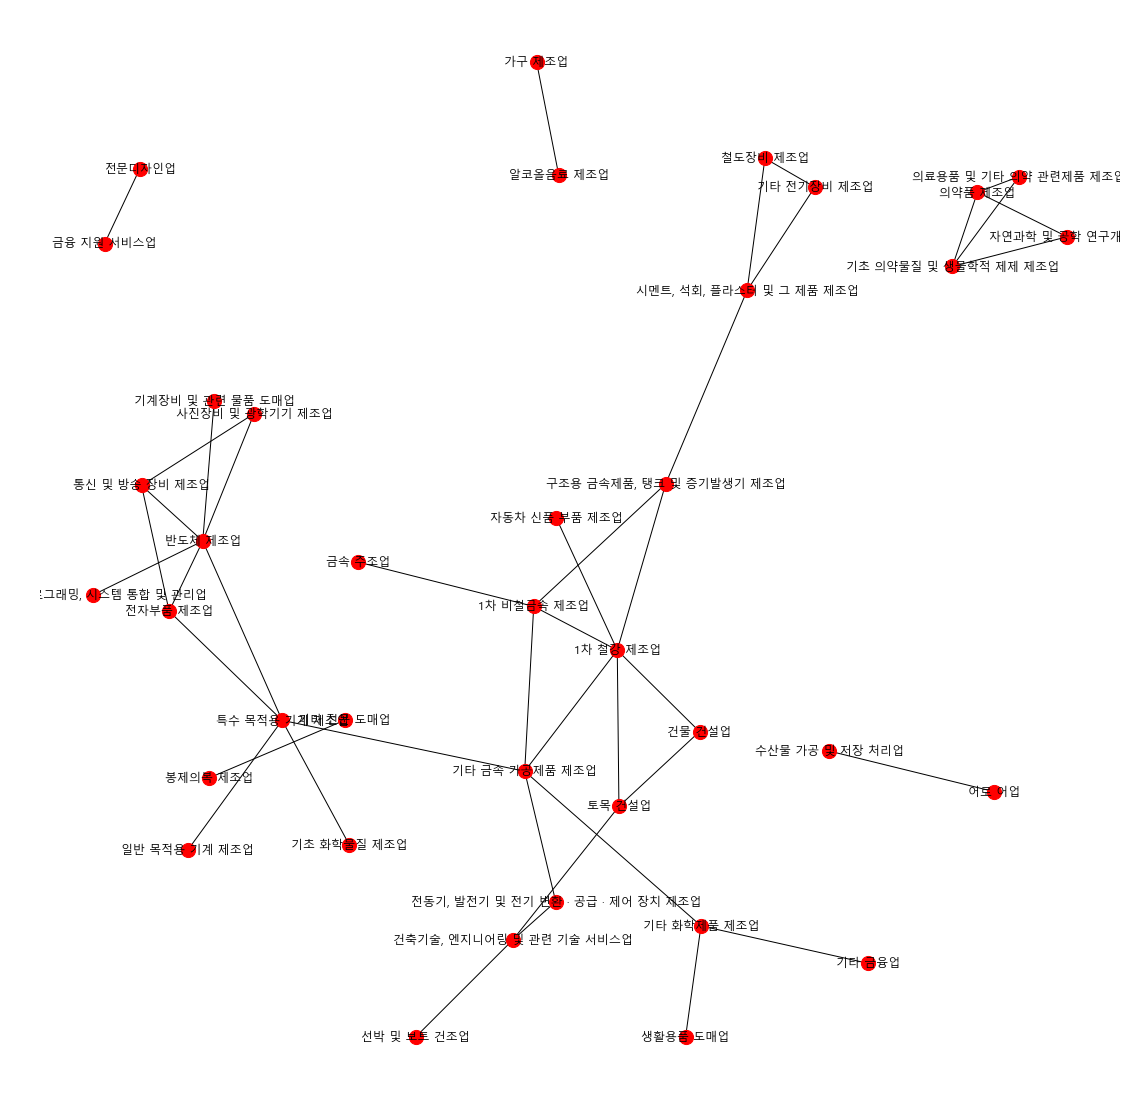 가구 제조업
철도장비 제조업
전문디자인업
알코올음료 제조업
의료용품 및 기타 의약 관련제품 제조업
기타 전기장비 제조업
의약품 제조업
자연과학 및 공학 연구개
금융 지원 서비스업
기초 의약물질 및 생물학적 제제 제조업
시멘트, 석회, 플라스터 및 그 제품 제조업
기계장비 및 관련 물품 도매업
사진장비 및 광학기기 제조업
통신 및 방송 장비 제조업
구조용 금속제품, 탱크 및 증기발생기 제조업
자동차 신품 부품 제조업
반도체 제조업
금속 주조업
그래밍, 시스템 통합 및 관리업
1차 비철금속 제조업
전자부품 제조업
1차 철강 제조업
특수 목적용 기계 제조업
도매업
건물 건설업
수산물 가공 및 저장 처리업
기타 금속 가공제품 제조업
봉제의복 제조업
어로 어업
토목 건설업
기초 화학물질 제조업
일반 목적용 기계 제조업
전동기, 발전기 및 전기 변환 · 공급 · 제어 장치 제조업
기타 화학제품 제조업
건축기술, 엔지니어링 및 관련 기술 서비스업
기타 금융업
선박 및 보트 건조업
생활용품 도매업